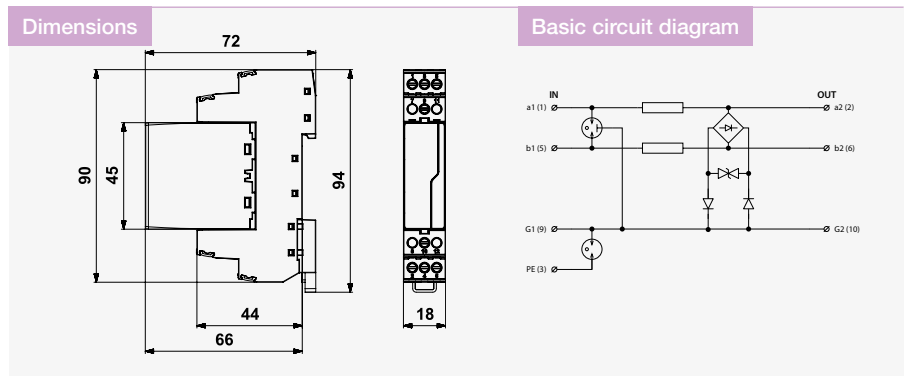 Dimensions
Basic circuit diagram
72
90
45
94
44
66
18
IN
OUT
a1 (1)
a2 (2)
b1 (5)
b2 (6)
G1 (9)
G2 (10)
PE (3)